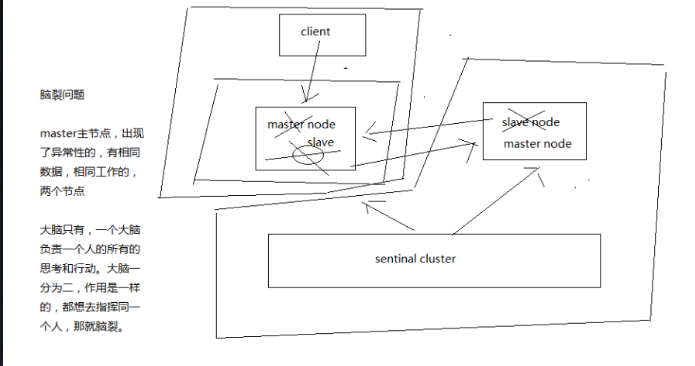 脑裂问题
master主节点，出现
了异常性的，有相同
数据，相同工作的，
两个节点
大脑只有，一个大脑
负责一个人的所有的
思考和行动。大脑一
分为二，作用是一样
的，都想去指挥同一
个人，那就脑裂。
client
master node
slave
slave node
master node
sentinal cluster